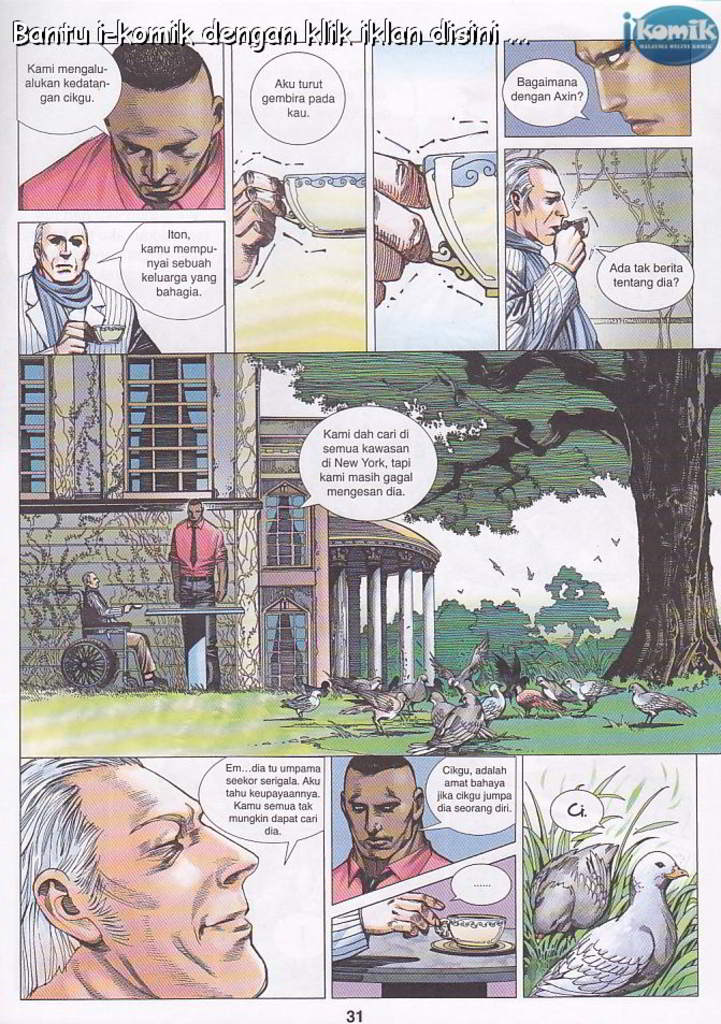 Bantu i-komik dengan klik iklan disini ...
ikomik
MALAYSIA ONLINE KOMIK
Kami mengalu-
alukan kedatan-
gan cikgu.
Iton,
kamu mempu-
nyai sebuah
keluarga yang
bahagia.
Aku turut
gembira pada
kau.
Bagaimana
dengan Axin?
Ada tak berita
tentang dia?
Kami dah cari di
semua kawasan
di New York, tapi
kami masih gagal
mengesan dia.
Em...dia tu umpama
seekor serigala. Aku
tahu keupayaannya.
Kamu semua tak
mungkin dapat cari
dia.
Cikgu, adalah
amat bahaya
jika cikgu jumpa
dia seorang diri.
......
Ci.
31